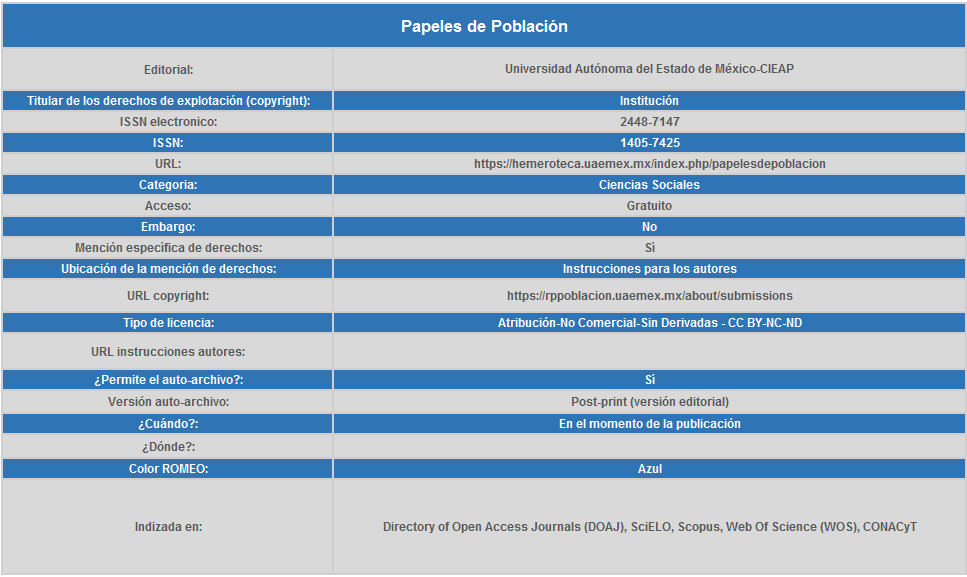 Papeles de Población
Editorial: Universidad Autónoma del Estado de México-CIEAP
Titular de los derechos de explotación (copyright): Institución
ISSN electronico: 2448-7147
ISSN: 1405-7425
URL: https://hemeroteca.uaemex.mx/index.php/papelesdepoblacion
Categoria: Ciencias Sociales
Acceso: Gratuito
Embargo: No
Mención específica de derechos: Sì
Ubicación de la mención de derechos: Instrucciones para los autores
URL copyright: https://rppoblacion.uaemex.mx/about/submissions
Tipo de licencia: Atribución-No Comercial-Sin Derivadas - CC BY-NC-ND
URL instrucciones autores:
¿Permite el auto-archivo?: Sì
Versión auto-archivo: Post-print (versión editorial)
¿Cuándo?: En el momento de la publicación
¿Dónde?:
Color ROMEO: Azul
Indizada en: Directory of Open Access Journals (DOAJ), SciELO, Scopus, Web Of Science (WOS), CONACyT